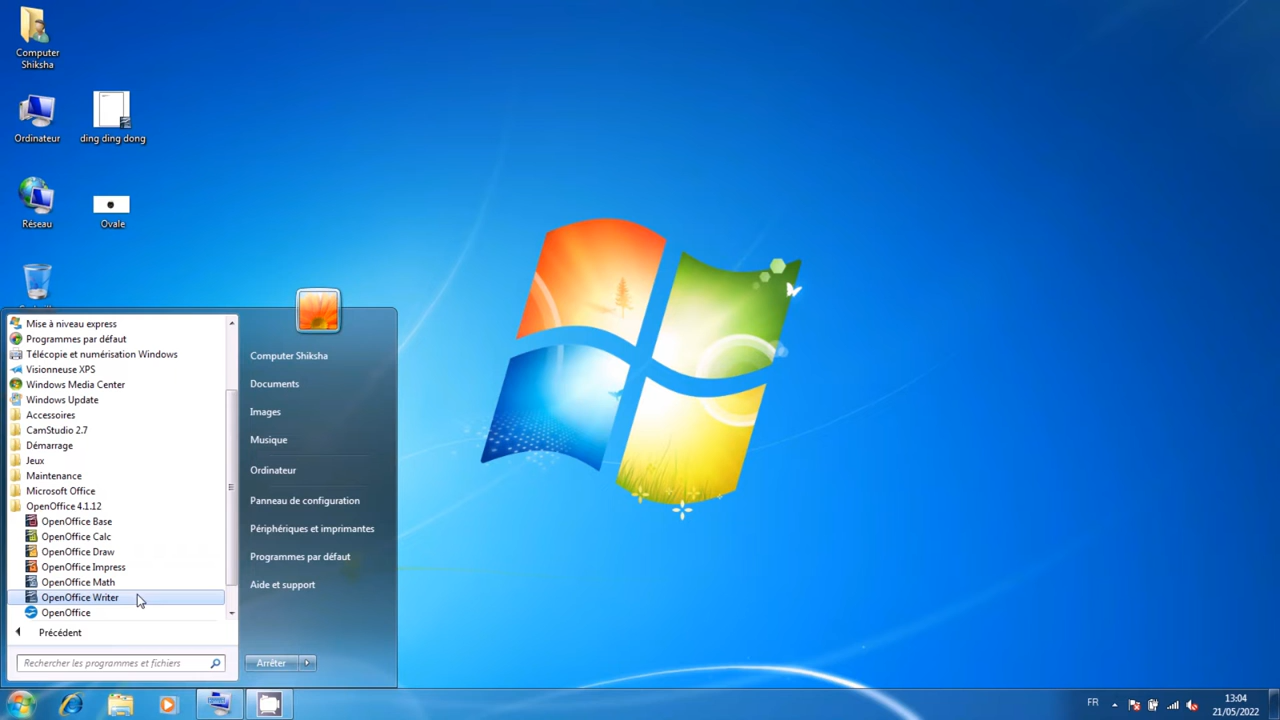 Computer
Shiksha
Ordinateur
ding ding dong
Réseau
Ovale
Mise à niveau express
Programmes par défaut
Télécopie et numérisation Windows
Visionneuse XPS
Windows Media Center
Windows Update
Accessoires
CamStudio 2.7
Démarrage
Jeux
Maintenance
Microsoft Office
OpenOffice 4.1.12
OpenOffice Base
OpenOffice Calc
OpenOffice Draw
OpenOffice Impress
OpenOffice Math
OpenOffice Writer
OpenOffice
Précédent
Rechercher les programmes et fichiers
Computer Shiksha
Documents
Images
Musique
Ordinateur
Panneau de configuration
Périphériques et imprimantes
Programmes par défaut
Aide et support
Arrêter
FR
13:04
21/05/2022